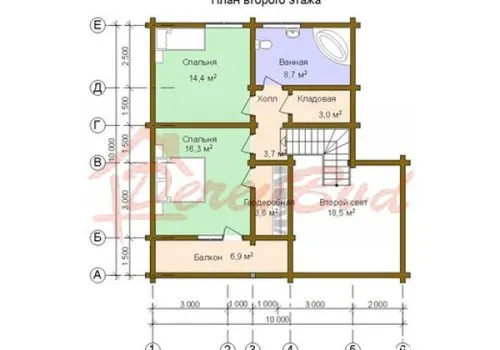 План второго этажа
Е
Спальня
14,4 м²
Ванная
8,7 м²
2 500
Д
Холл
Кладовая
3,0 м²
1 500
Г
10 000
Спальня
16,3 м²
3,7 м²
1 500
В
DerevBud
Гардеробная
3,6 м²
Второй свет
18,5 м²
3 000
Б
Балкон 6,9 м²
1 500
А
3 000 1 000 1 000 3 000 2 000
10 000
1 2 3 4 5 6